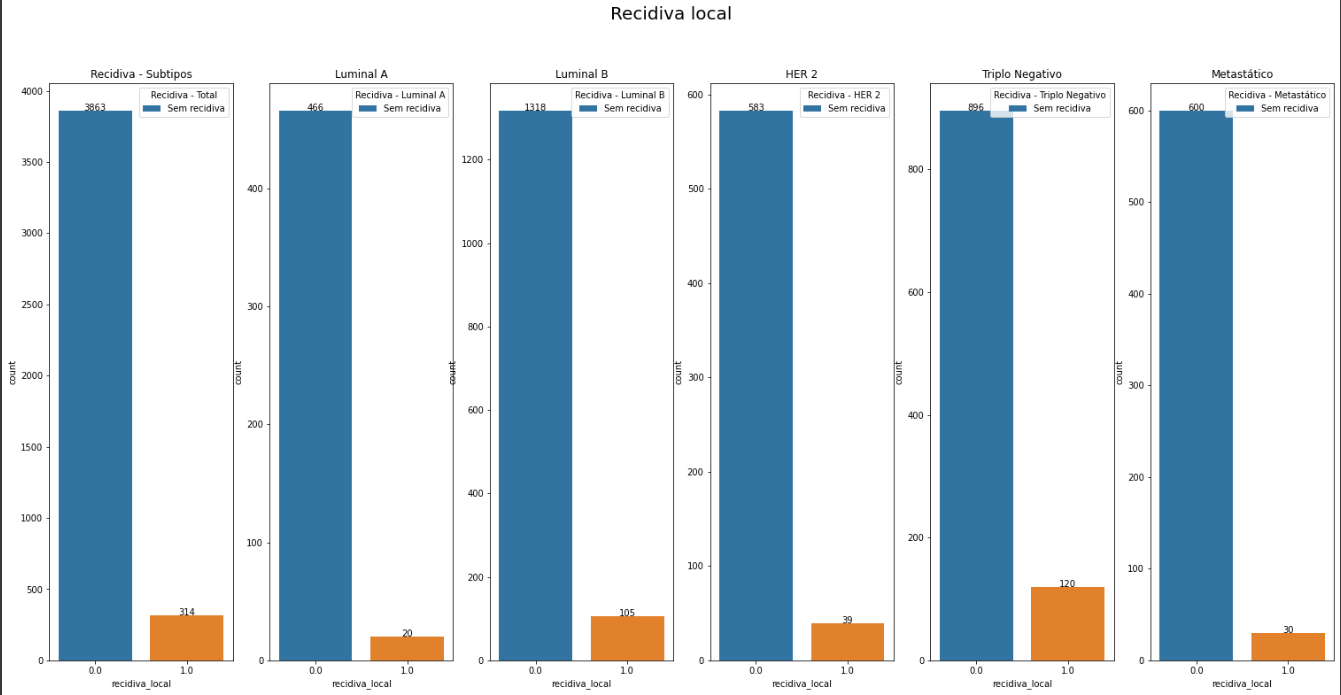 Recidiva local
Recidiva - Subtipos
Recidiva - Total
Sem recidiva
3863
314
4000
3500
3000
2500
2000
1500
1000
500
0
count
0.0 1.0
recidiva_local
Luminal A
Recidiva - Luminal A
Sem recidiva
466
20
400
300
200
100
0
count
0.0 1.0
recidiva_local
Luminal B
Recidiva - Luminal B
Sem recidiva
1318
105
1200
1000
800
600
400
200
0
count
0.0 1.0
recidiva_local
HER 2
Recidiva - HER 2
Sem recidiva
583
39
600
500
400
300
200
100
0
count
0.0 1.0
recidiva_local
Triplo Negativo
Recidiva - Triplo Negativo
Sem recidiva
896
120
800
600
400
200
0
count
0.0 1.0
recidiva_local
Metastático
Recidiva - Metastático
Sem recidiva
600
30
600
500
400
300
200
100
0
count
0.0 1.0
recidiva_local